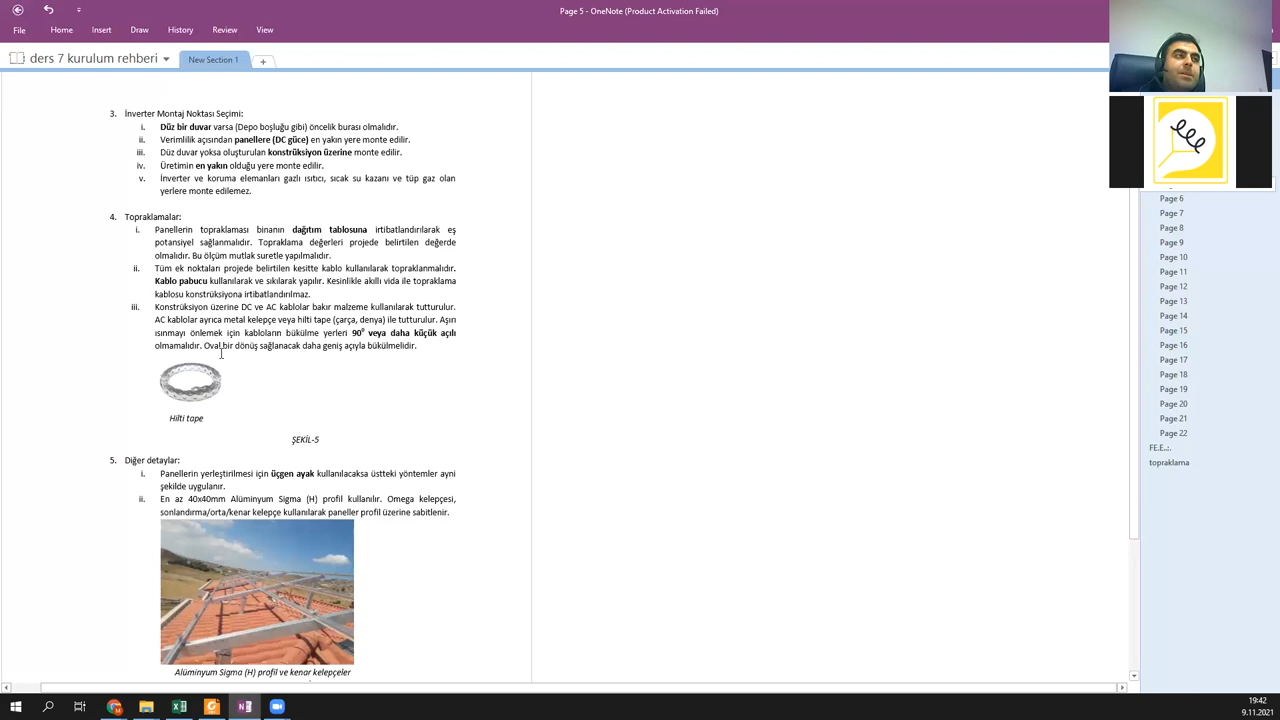 Page 5 - OneNote (Product Activation Failed)
File Home Insert Draw History Review View
ders 7 kurulum rehberi New Section 1
3. İnverter Montaj Noktası Seçimi:
i. Düz bir duvar varsa (Depo boşluğu gibi) öncelik burası olmalıdır.
ii. Verimlilik açısından panellere (DC güce) en yakın yere monte edilir.
iii. Düz duvar yoksa oluşturulan konstrüksiyon üzerine monte edilir.
iv. Üretimin en yakın olduğu yere monte edilir.
v. İnverter ve koruma elemanları gazlı ısıtıcı, sıcak su kazanı ve tüp gaz olan
yerlere monte edilemez.
4. Topraklamalar:
i. Panellerin topraklaması binanın dağıtım tablosuna irtibatlandırılarak eş
potansiyel sağlanmalıdır. Topraklama değerleri projede belirtilen değerde
olmalıdır. Bu ölçüm mutlak suretle yapılmalıdır.
ii. Tüm ek noktaları projede belirtilen kesitte kablo kullanılarak topraklanmalıdır.
Kablo pabucu kullanılarak ve sıkılarak yapılır. Kesinlikle akıllı vida ile topraklama
kablosu konstrüksiyona irtibatlandırılmaz.
iii. Konstrüksiyon üzerine DC ve AC kablolar bakır malzeme kullanılarak tutturulur.
AC kablolar ayrıca metal kelepçe veya hilti tape (çarça, denya) ile tutturulur. Aşırı
ısınmayı önlemek için kabloların bükülme yerleri 90⁰ veya daha küçük açılı
olmamalıdır. Oval bir dönüş sağlanacak daha geniş açıyla bükülmelidir.
Hilti tape
ŞEKİL-5
5. Diğer detaylar:
i. Panellerin yerleştirilmesi için üçgen ayak kullanılacaksa üstteki yöntemler ayni
şekilde uygulanır.
ii. En az 40x40mm Alüminyum Sigma (H) profil kullanılır. Omega kelepçesi,
sonlandırma/orta/kenar kelepçe kullanılarak paneller profil üzerine sabitlenir.
Alüminyum Sigma (H) profil ve kenar kelepçeler
Page 6
Page 7
Page 8
Page 9
Page 10
Page 11
Page 12
Page 13
Page 14
Page 15
Page 16
Page 17
Page 18
Page 19
Page 20
Page 21
Page 22
FE.E..:.
topraklama
19:42
9.11.2021